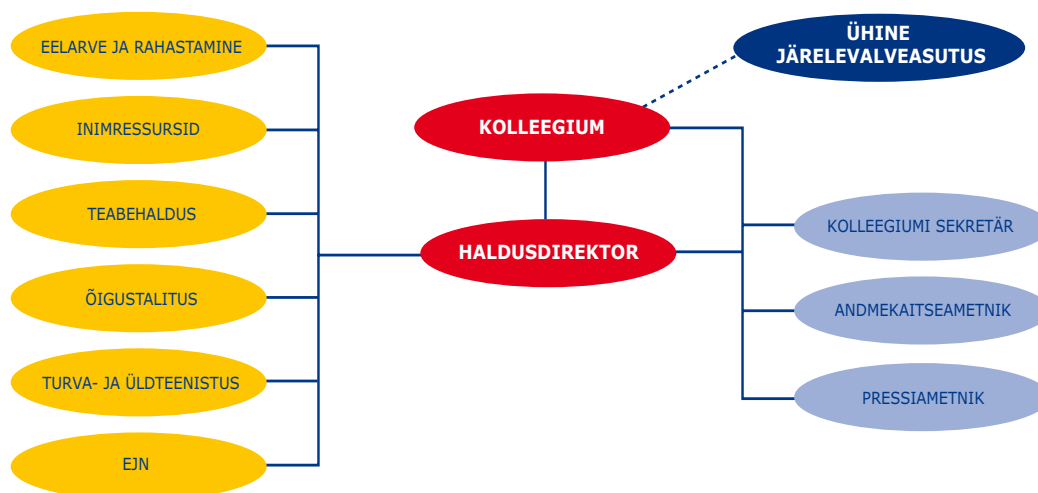 EELARVE JA RAHASTAMINE
INIMRESSURSID
TEABEHALDUS
ÕIGUSTALITUS
TURVA- JA ÜLDTEENISTUS
EJN
ÜHINE
JÄRELEVALVEASUTUS
KOLLEEGIUM
HALDUSDIREKTOR
KOLLEEGIUMI SEKRETÄR
ANDMEKAITSEAMETNIK
PRESSIAMETNIK